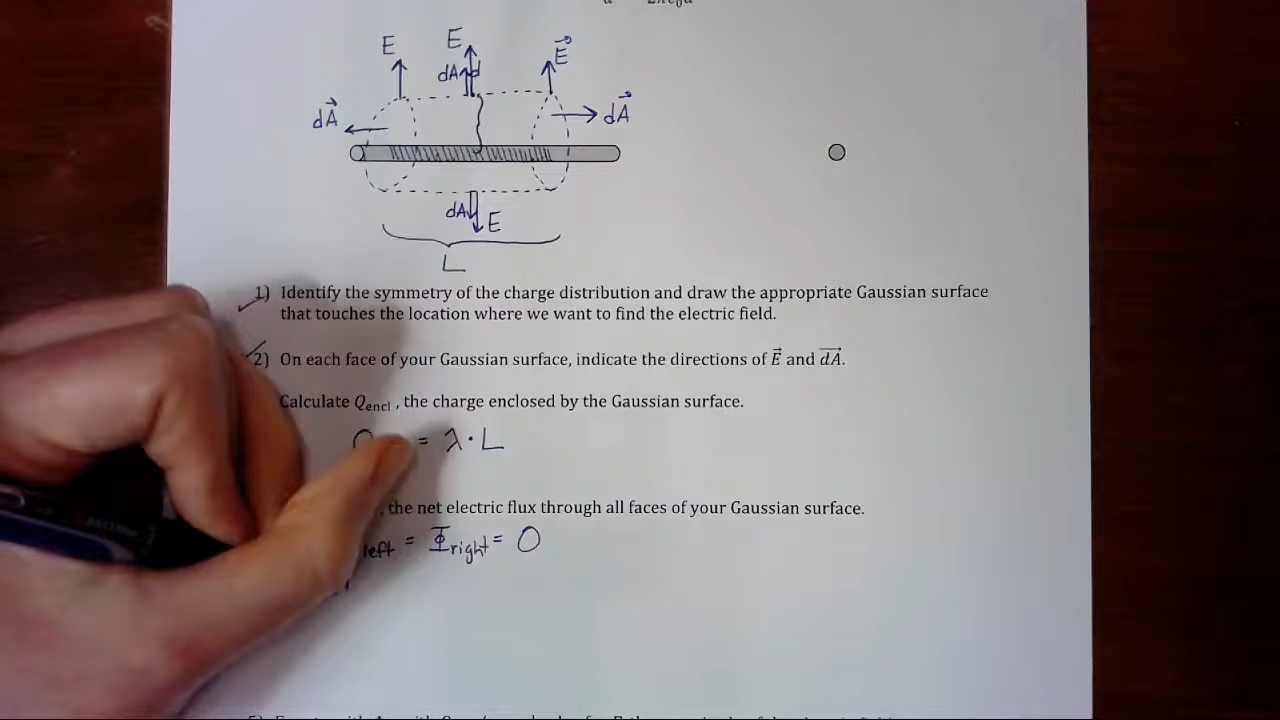 E E E⃗
dA d
dA⃗ dA⃗
dA E
L
1) Identify the symmetry of the charge distribution and draw the appropriate Gaussian surface
that touches the location where we want to find the electric field.
2) On each face of your Gaussian surface, indicate the directions of E⃗ and dA⃗.
Calculate Qencl , the charge enclosed by the Gaussian surface.
= λ · L
, the net electric flux through all faces of your Gaussian surface.
left = Φright = 0